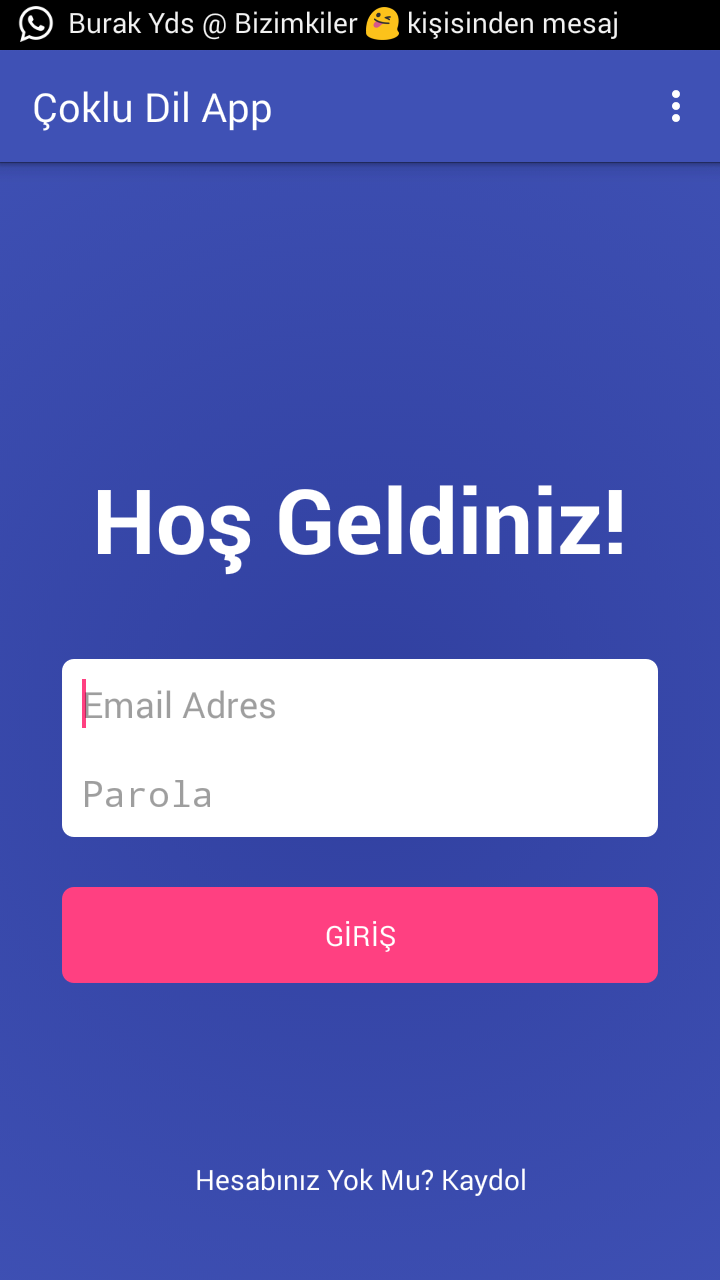 Burak Yds @ Bizimkiler 😜 kişisinden mesaj
Çoklu Dil App
Hoş Geldiniz!
Email Adres
Parola
GİRİŞ
Hesabınız Yok Mu? Kaydol